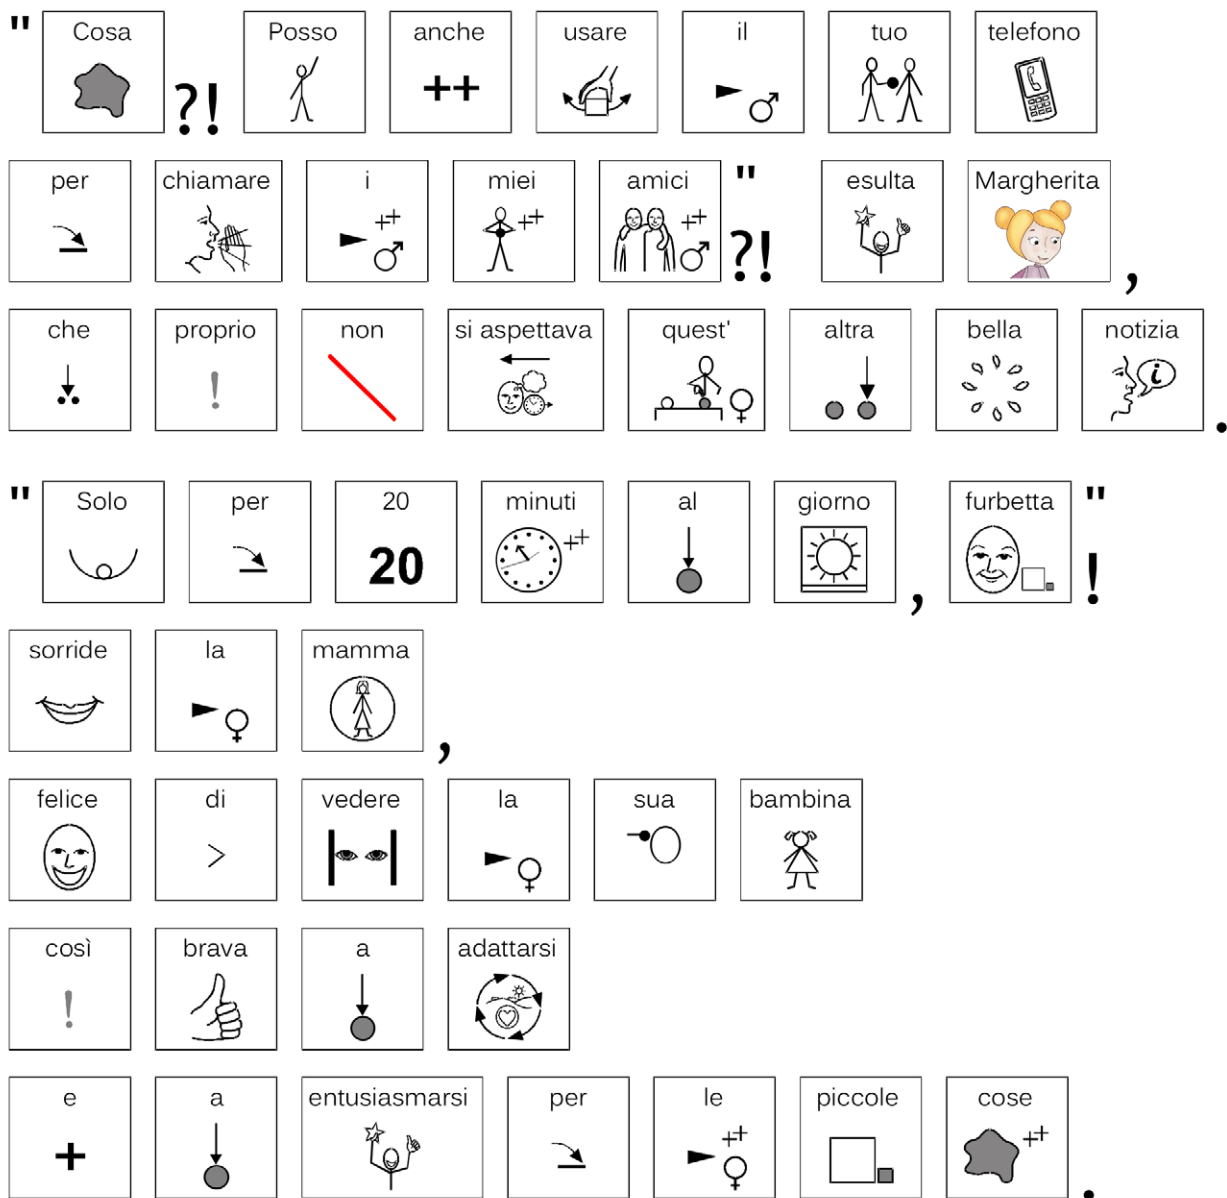 "Cosa?! Posso anche usare il tuo telefono
per chiamare i miei amici"?! esulta Margherita,
che proprio non si aspettava quest' altra bella notizia.
"Solo per 20 minuti al giorno, furbetta"!
20
sorride la mamma,
felice di vedere la sua bambina
così brava a adattarsi
e a entusiasmarsi per le piccole cose.